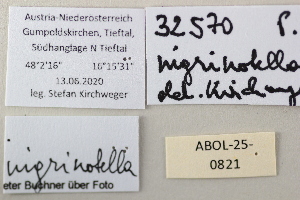 Austria-Niederösterreich
Gumpoldskirchen, Tieftal,
Südhanglage N Tieftal
48°2'16" 16°15'31"
13.06.2020
leg. Stefan Kirchweger
32570 P.
nigrinotella
det. Kirchweg
nigrinotella
eter Buchner über Foto
ABOL-25-
0821